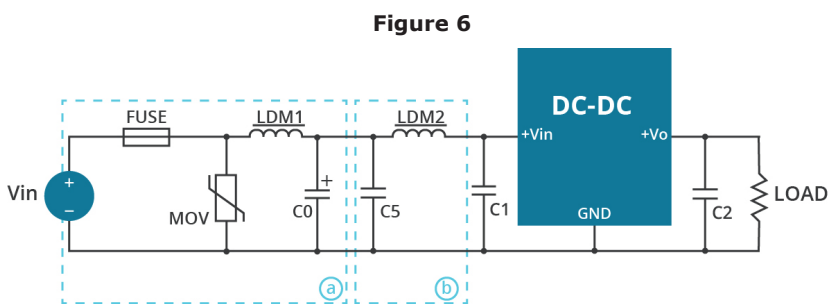 Figure 6
FUSE
LDM1
LDM2
DC-DC
+Vin
+Vo
Vin
+
−
MOV
+
C0
C5
C1
GND
C2
LOAD
a
b